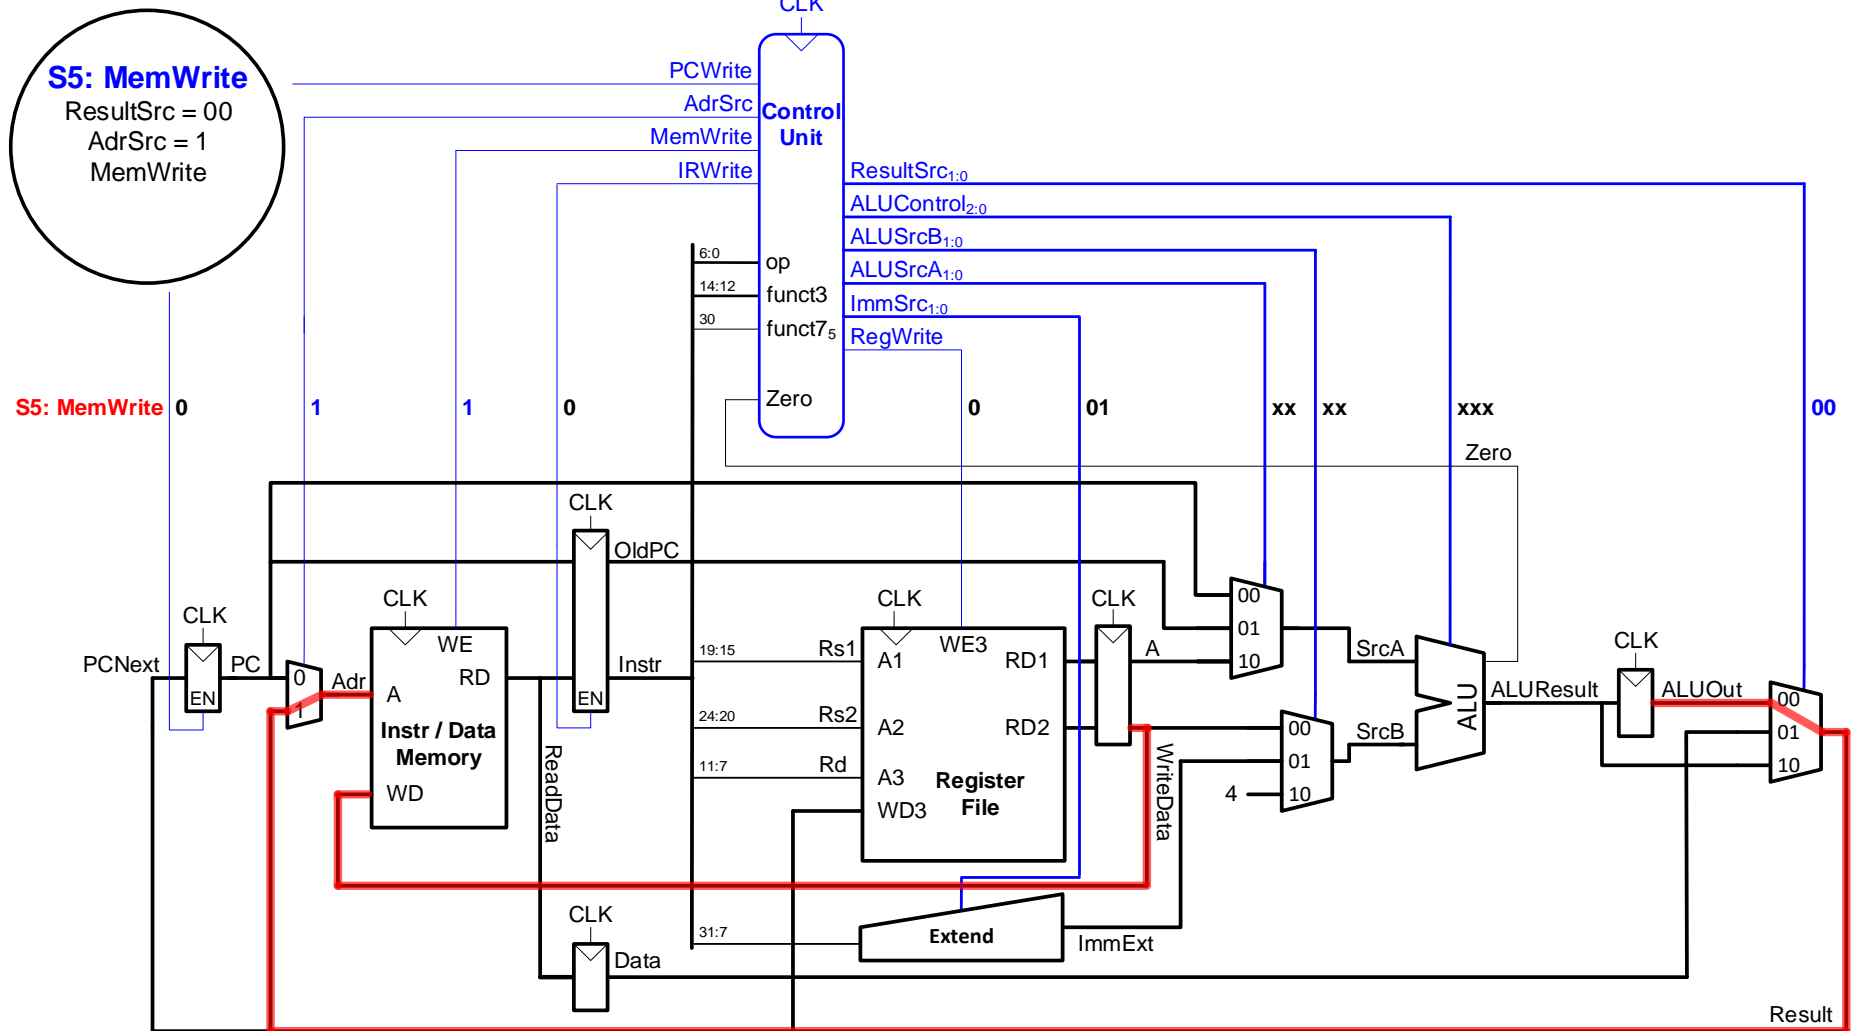 CLK
S5: MemWrite
ResultSrc = 00
AdrSrc = 1
MemWrite
PCWrite
AdrSrc
MemWrite
IRWrite
Control
Unit
ResultSrc1:0
ALUControl2:0
ALUSrcB1:0
ALUSrcA1:0
ImmSrc1:0
RegWrite
6:0
op
14:12
funct3
30
funct75
Zero
S5: MemWrite
0
1
1
0
0
01
xx
xx
xxx
00
Zero
CLK
OldPC
CLK
CLK
CLK
CLK
CLK
PCNext
EN
PC
0
1
Adr
WE
A
RD
Instr / Data
Memory
WD
EN
Instr
ReadData
19:15
Rs1
24:20
Rs2
11:7
Rd
31:7
A1
WE3
RD1
A2
RD2
A3
WD3
Register
File
A
WriteData
00
01
10
00
01
10
4
SrcA
SrcB
ALU
ALUResult
ALUOut
00
01
10
CLK
Data
Extend
ImmExt
Result